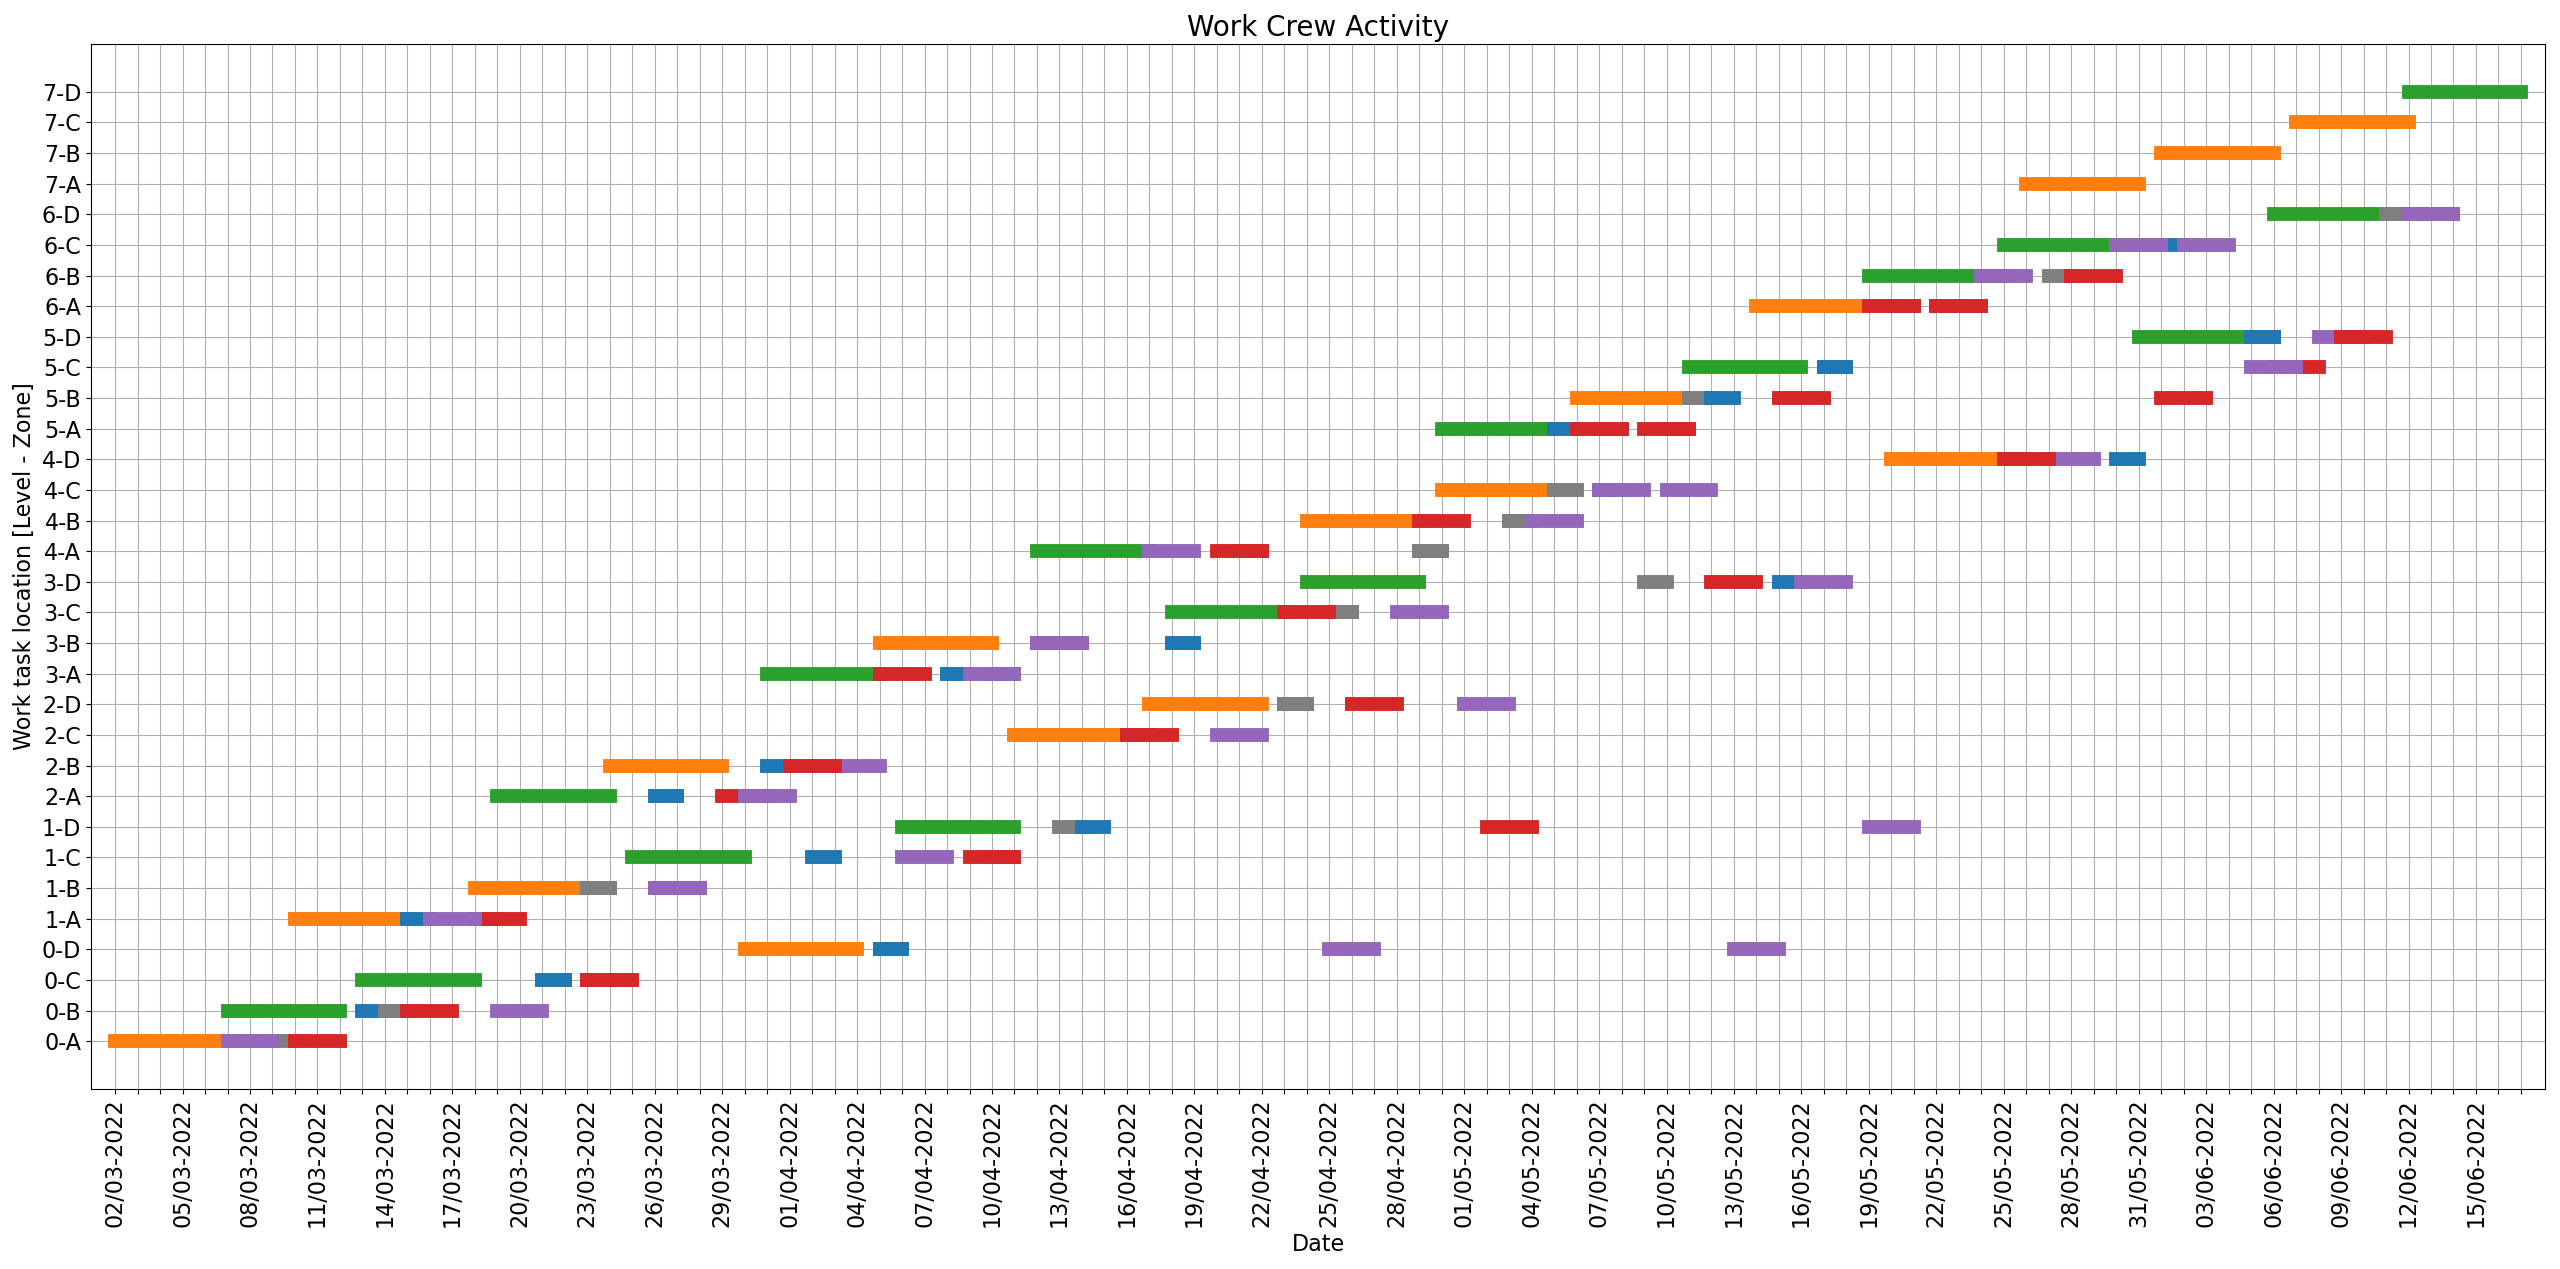 Work Crew Activity
Work task location [Level - Zone]
7-D
7-C
7-B
7-A
6-D
6-C
6-B
6-A
5-D
5-C
5-B
5-A
4-D
4-C
4-B
4-A
3-D
3-C
3-B
3-A
2-D
2-C
2-B
2-A
1-D
1-C
1-B
1-A
0-D
0-C
0-B
0-A
02/03-2022
05/03-2022
08/03-2022
11/03-2022
14/03-2022
17/03-2022
20/03-2022
23/03-2022
26/03-2022
29/03-2022
01/04-2022
04/04-2022
07/04-2022
10/04-2022
13/04-2022
16/04-2022
19/04-2022
22/04-2022
25/04-2022
28/04-2022
01/05-2022
04/05-2022
07/05-2022
10/05-2022
13/05-2022
16/05-2022
19/05-2022
22/05-2022
25/05-2022
28/05-2022
31/05-2022
03/06-2022
06/06-2022
09/06-2022
12/06-2022
15/06-2022
Date